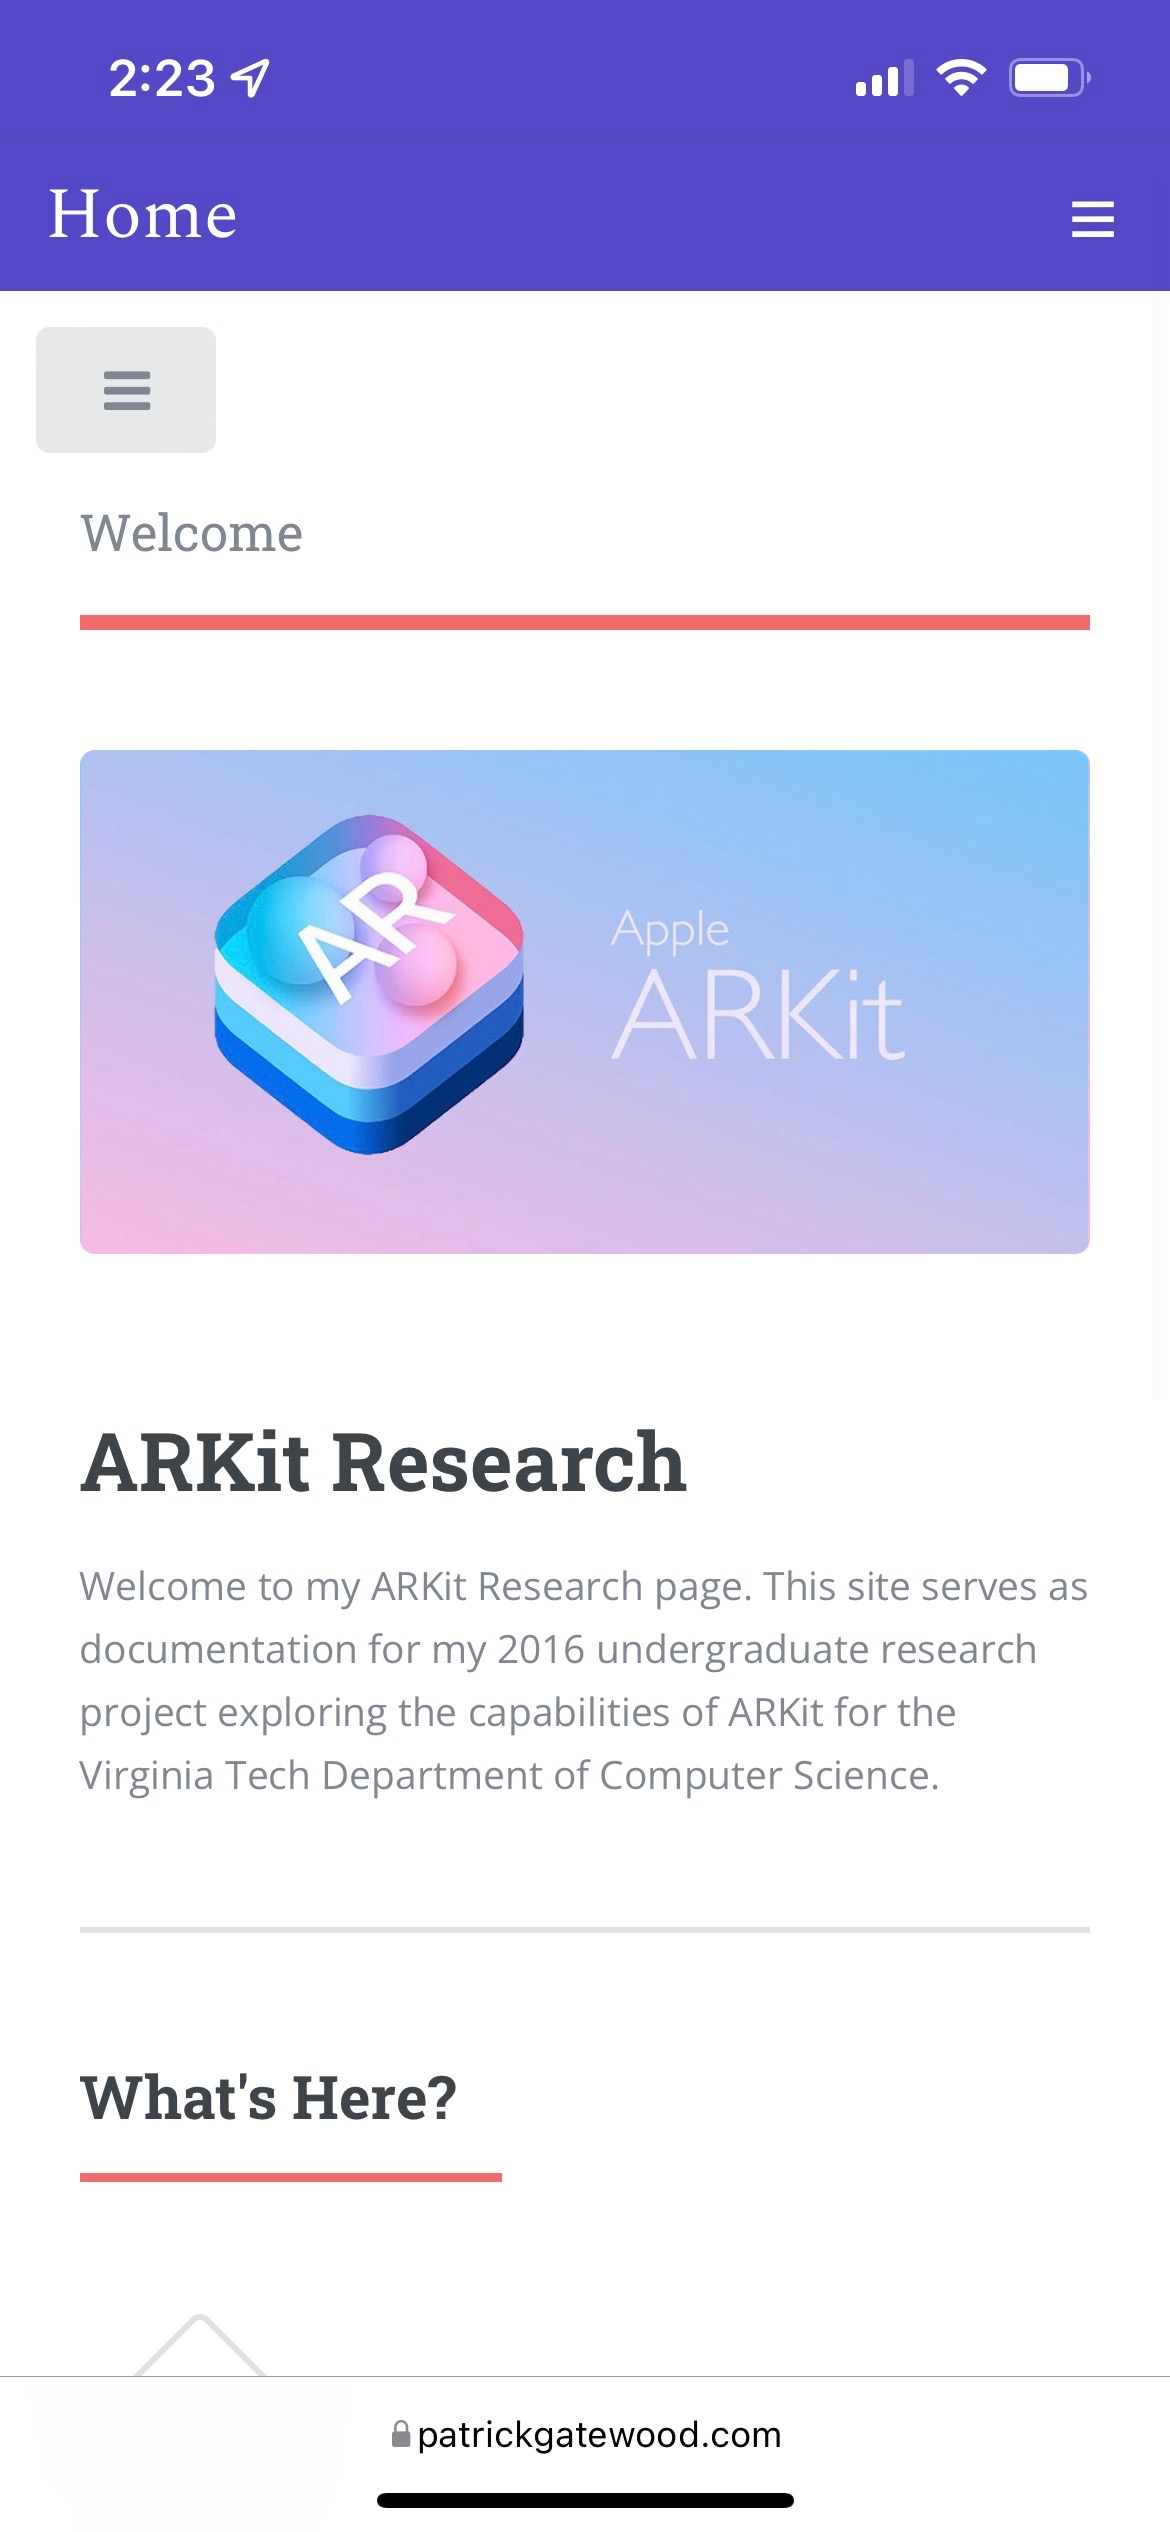 2:23
Home
Welcome
AR
Apple
ARKit
ARKit Research
Welcome to my ARKit Research page. This site serves as
documentation for my 2016 undergraduate research
project exploring the capabilities of ARKit for the
Virginia Tech Department of Computer Science.
What's Here?
patrickgatewood.com